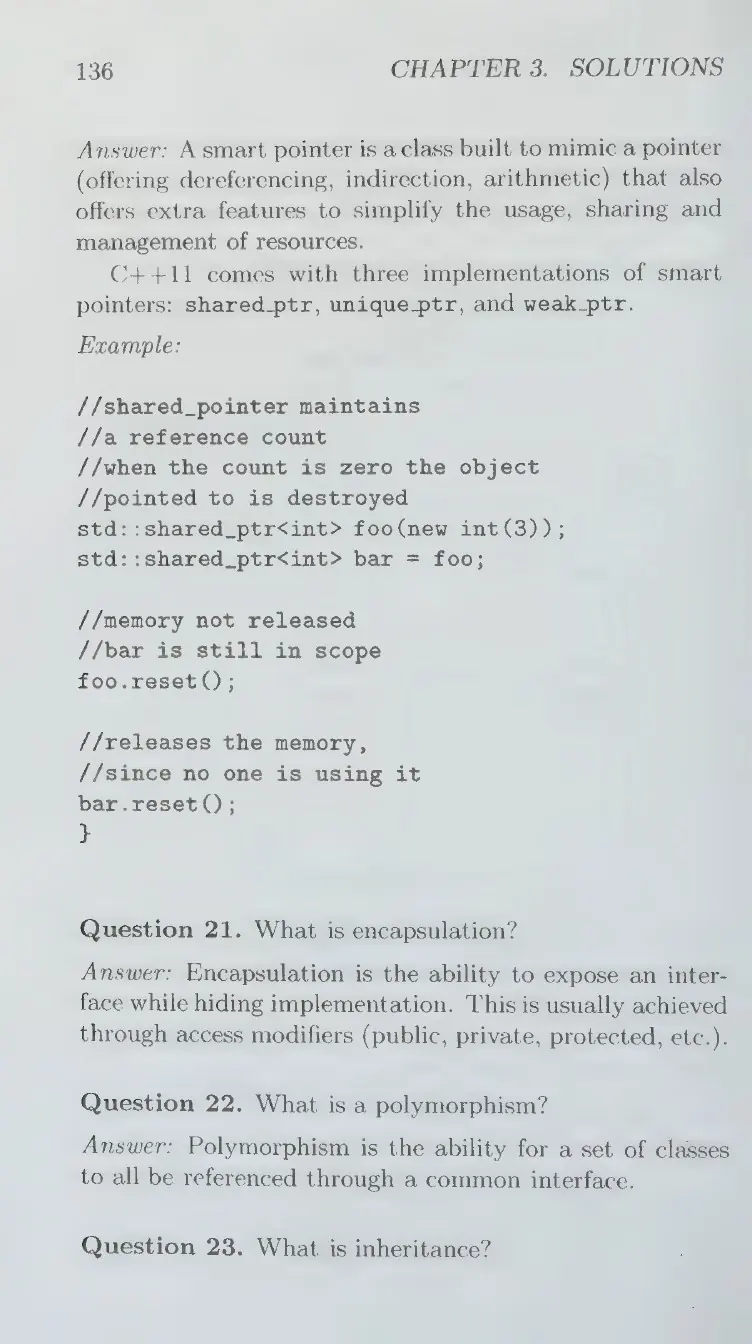 136 CHAPTER 3. SOLUTIONS
Answer: A smart pointer is a class built to mimic a pointer
(offering dereferencing, indirection, arithmetic) that also
offers extra features to simplify the usage, sharing and
management of resources.
C++11 comes with three implementations of smart
pointers: shared_ptr, unique_ptr, and weak_ptr.
Example:
//shared_pointer maintains
//a reference count
//when the count is zero the object
//pointed to is destroyed
std::shared_ptr<int> foo(new int(3));
std::shared_ptr<int> bar = foo;
//memory not released
//bar is still in scope
foo.reset();
//releases the memory,
//since no one is using it
bar.reset();
}
Question 21. What is encapsulation?
Answer: Encapsulation is the ability to expose an inter-
face while hiding implementation. This is usually achieved
through access modifiers (public, private, protected, etc.).
Question 22. What is a polymorphism?
Answer: Polymorphism is the ability for a set of classes
to all be referenced through a common interface.
Question 23. What is inheritance?